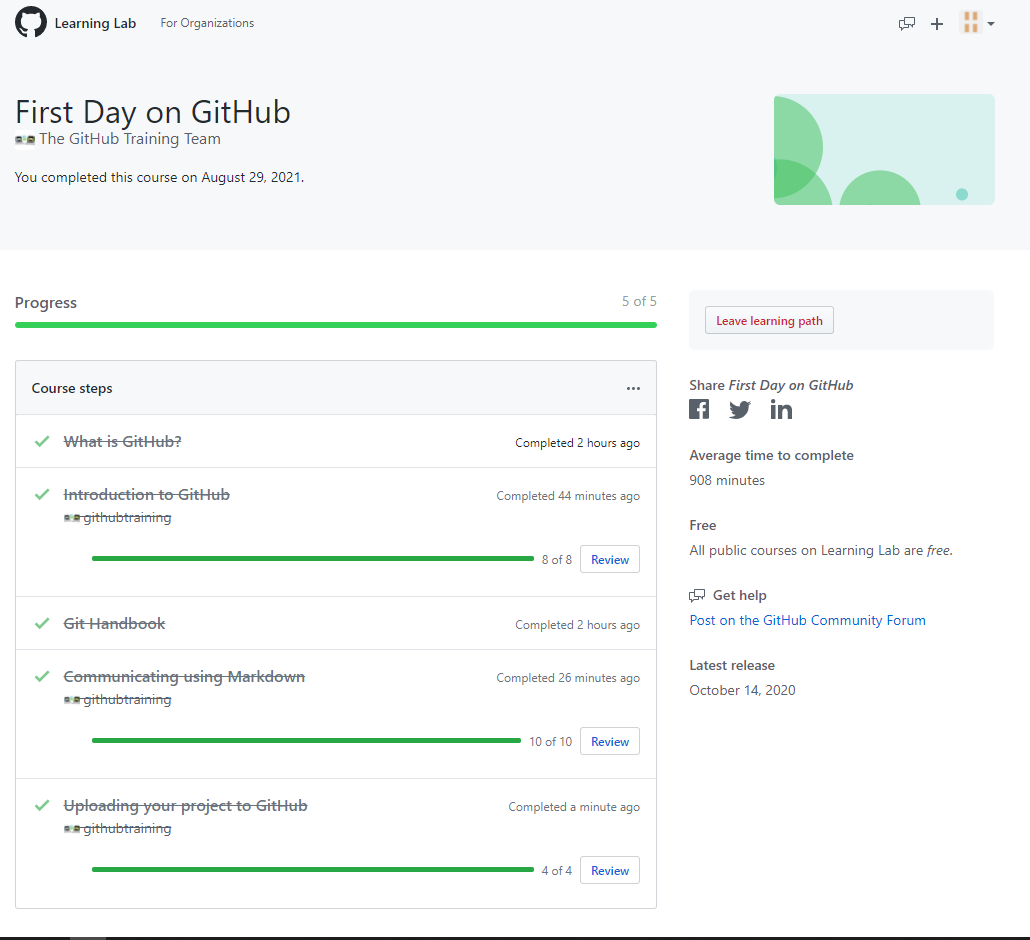 Learning Lab For Organizations
First Day on GitHub
The GitHub Training Team
You completed this course on August 29, 2021.
Progress 5 of 5
Course steps
What is GitHub? Completed 2 hours ago
Introduction to GitHub Completed 44 minutes ago
githubtraining
8 of 8 Review
Git Handbook Completed 2 hours ago
Communicating using Markdown Completed 26 minutes ago
githubtraining
10 of 10 Review
Uploading your project to GitHub Completed a minute ago
githubtraining
4 of 4 Review
Leave learning path
Share First Day on GitHub
Average time to complete
908 minutes
Free
All public courses on Learning Lab are free.
Get help
Post on the GitHub Community Forum
Latest release
October 14, 2020